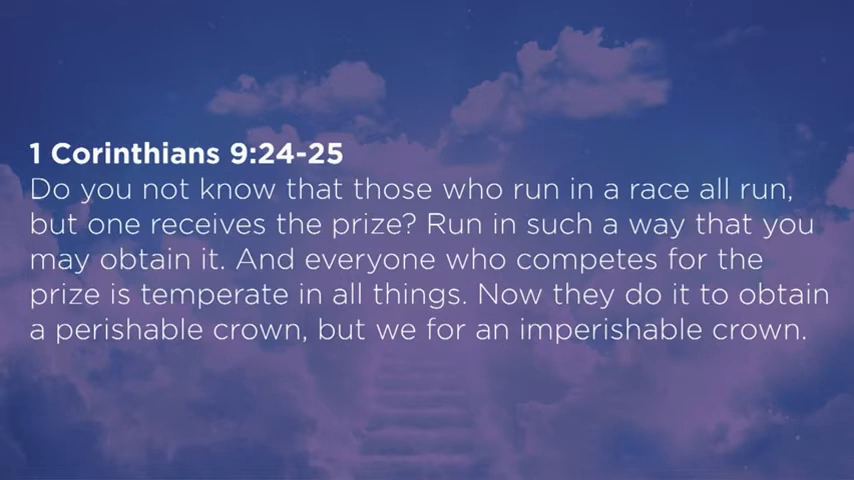 1 Corinthians 9:24-25
Do you not know that those who run in a race all run,
but one receives the prize? Run in such a way that you
may obtain it. And everyone who competes for the
prize is temperate in all things. Now they do it to obtain
a perishable crown, but we for an imperishable crown.